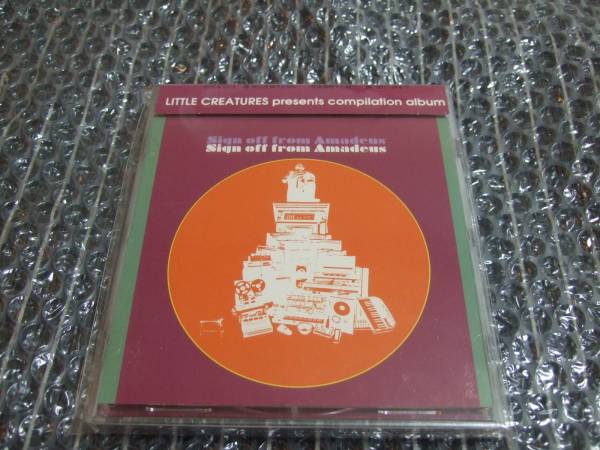 LITTLE CREATURES presents compilation album
Sign off from Amadeus
Sign off from Amadeus